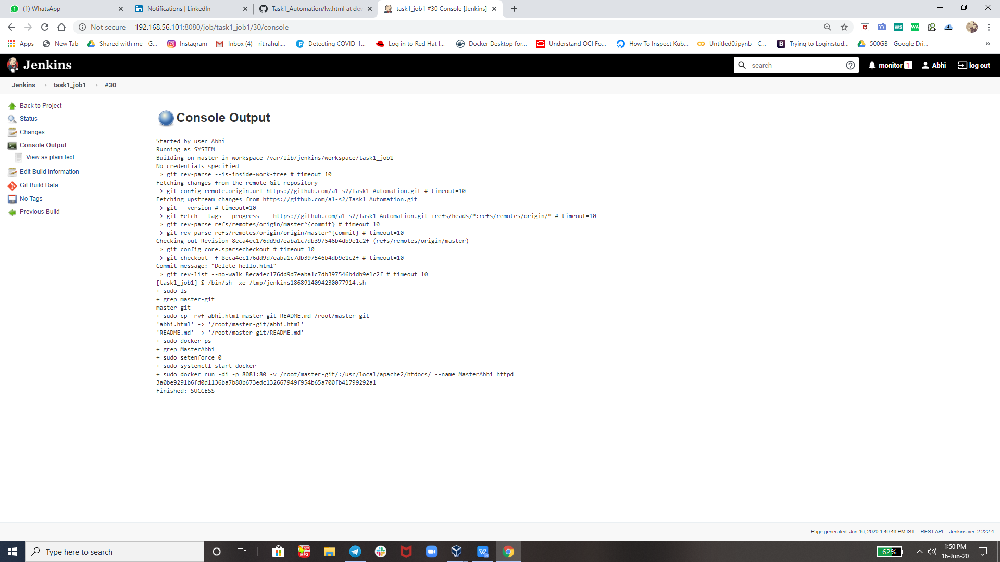 (1) WhatsApp
Notifications | LinkedIn
Task1_Automation/lw.html at dev
task1_job1 #30 Console [Jenkins]
Not secure
192.168.56.101:8080/job/task1_job1/30/console
Apps
New Tab
Shared with me - G...
Instagram
Inbox (4) - rit.rahul....
Detecting COVID-1...
Log in to Red Hat I...
Docker Desktop for...
Understand OCI Fo...
How To Inspect Kub...
Untitled0.ipynb - C...
Trying to Login:stud...
500GB - Google Dri...
»
Jenkins
search
monitor 1
Abhi
log out
Jenkins
task1_job1
#30
Back to Project
Status
Changes
Console Output
View as plain text
Edit Build Information
Git Build Data
No Tags
Previous Build
Console Output
Started by user Abhi
Running as SYSTEM
Building on master in workspace /var/lib/jenkins/workspace/task1_job1
No credentials specified
> git rev-parse --is-inside-work-tree # timeout=10
Fetching changes from the remote Git repository
> git config remote.origin.url https://github.com/a1-s2/Task1_Automation.git # timeout=10
Fetching upstream changes from https://github.com/a1-s2/Task1_Automation.git
> git --version # timeout=10
> git fetch --tags --progress -- https://github.com/a1-s2/Task1_Automation.git +refs/heads/*:refs/remotes/origin/* # timeout=10
> git rev-parse refs/remotes/origin/master^{commit} # timeout=10
> git rev-parse refs/remotes/origin/origin/master^{commit} # timeout=10
Checking out Revision 8eca4ec176dd9d7eaba1c7db397546b4db9e1c2f (refs/remotes/origin/master)
> git config core.sparsecheckout # timeout=10
> git checkout -f 8eca4ec176dd9d7eaba1c7db397546b4db9e1c2f # timeout=10
Commit message: "Delete hello.html"
> git rev-list --no-walk 8eca4ec176dd9d7eaba1c7db397546b4db9e1c2f # timeout=10
[task1_job1] $ /bin/sh -xe /tmp/jenkins1868914094230077914.sh
+ sudo ls
+ grep master-git
master-git
+ sudo cp -rvf abhi.html master-git README.md /root/master-git
'abhi.html' -> '/root/master-git/abhi.html'
'README.md' -> '/root/master-git/README.md'
+ sudo docker ps
+ grep MasterAbhi
+ sudo setenforce 0
+ sudo systemctl start docker
+ sudo docker run -di -p 8081:80 -v /root/master-git/:/usr/local/apache2/htdocs/ --name MasterAbhi httpd
3a0be9291b6fd0d1136ba7b88b673edc132667949f954b65a700fb41799292a1
Finished: SUCCESS
Page generated: Jun 16, 2020 1:49:49 PM IST
REST API
Jenkins ver. 2.222.4
Type here to search
62%
1:50 PM
16-Jun-20